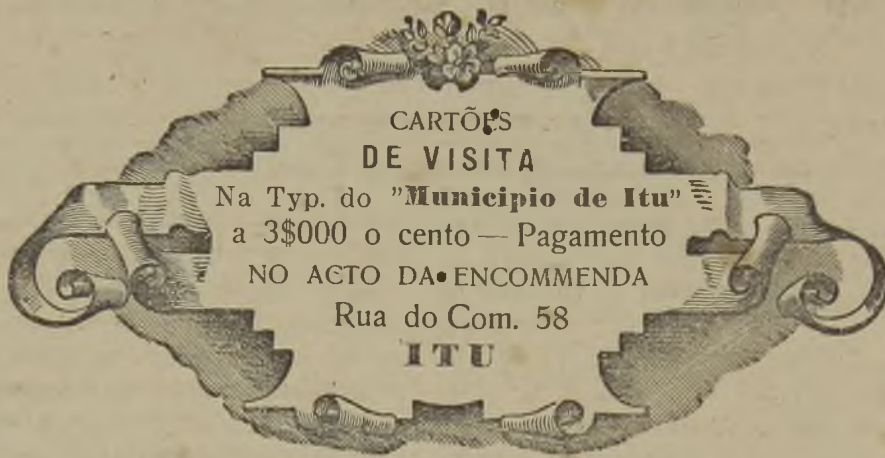 CARTÕES
DE VISITA
Na Typ. do "Municipio de Itu"
a 3$000 o cento — Pagamento
NO ACTO DA ENCOMMENDA
Rua do Com. 58
ITU